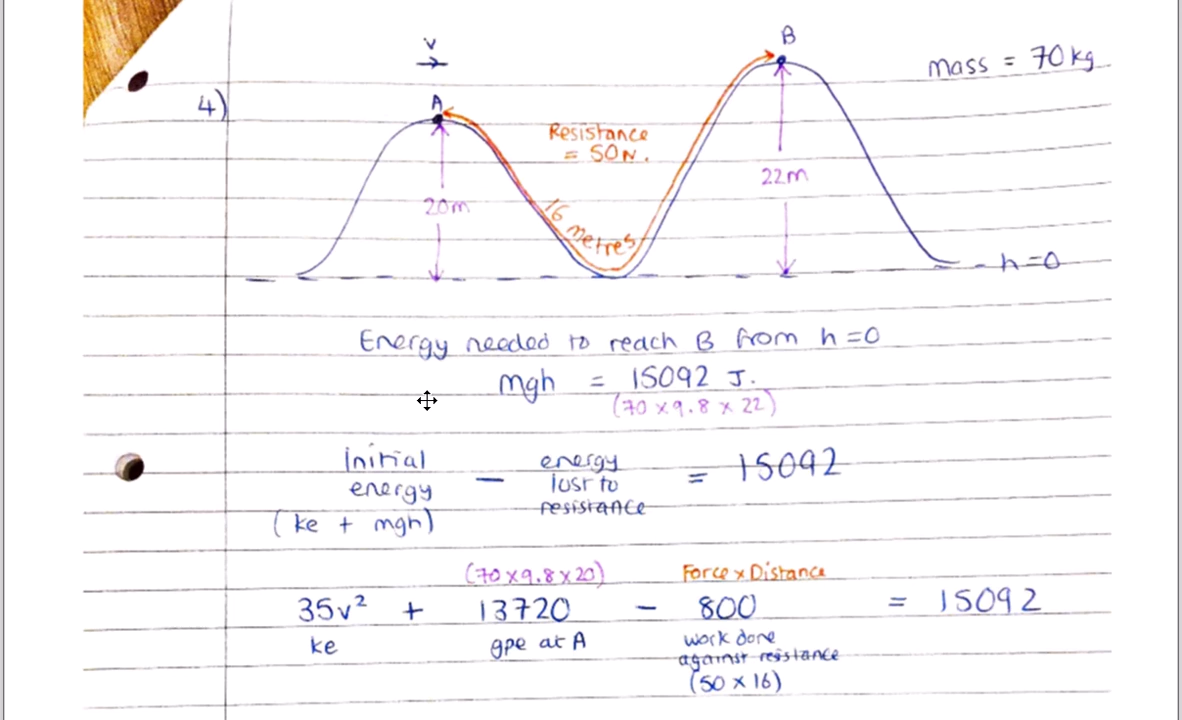 4)
v
A
B
mass = 70kg
Resistance
= 50N.
20m
22m
16 metres
h=0
Energy needed to reach B from h=0
mgh = 15092 J.
(70 x 9.8 x 22)
initial energy (ke + mgh) − energy lost to resistance = 15092
(70 x 9.8 x 20) Force x Distance
35v² + 13720 − 800 = 15092
ke gpe at A work done
against resistance
(50 x 16)